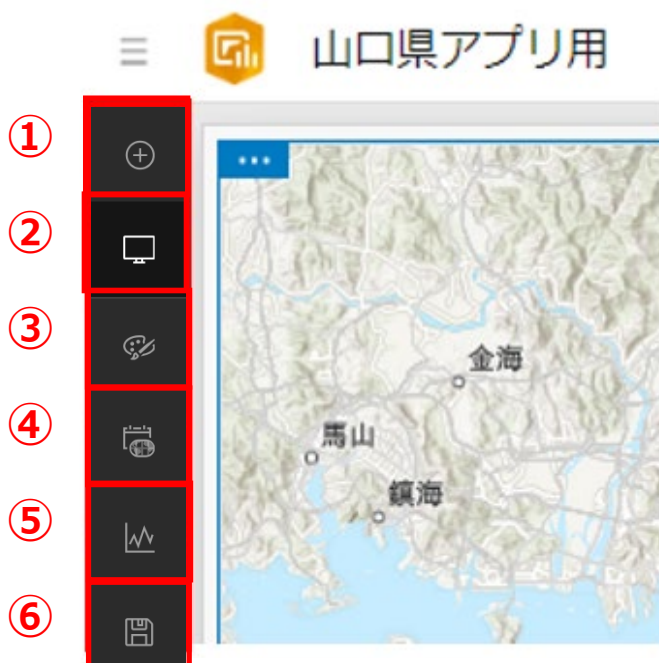 山口県アプリ用
①
②
③
金海
④
馬山
鎮海
⑤
⑥